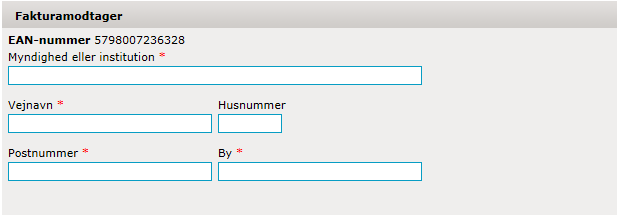 Fakturamodtager
EAN-nummer 5798007236328
Myndighed eller institution *
Vejnavn * Husnummer
Postnummer * By *